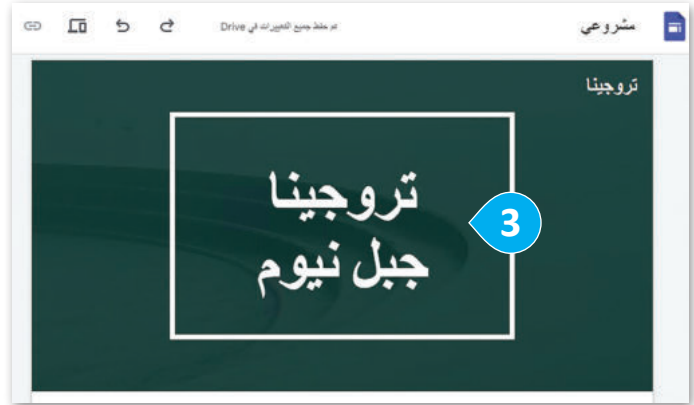 مشروعي
تم حفظ جميع التغييرات في Drive
تروجينا
تروجينا
جبل نيوم
3